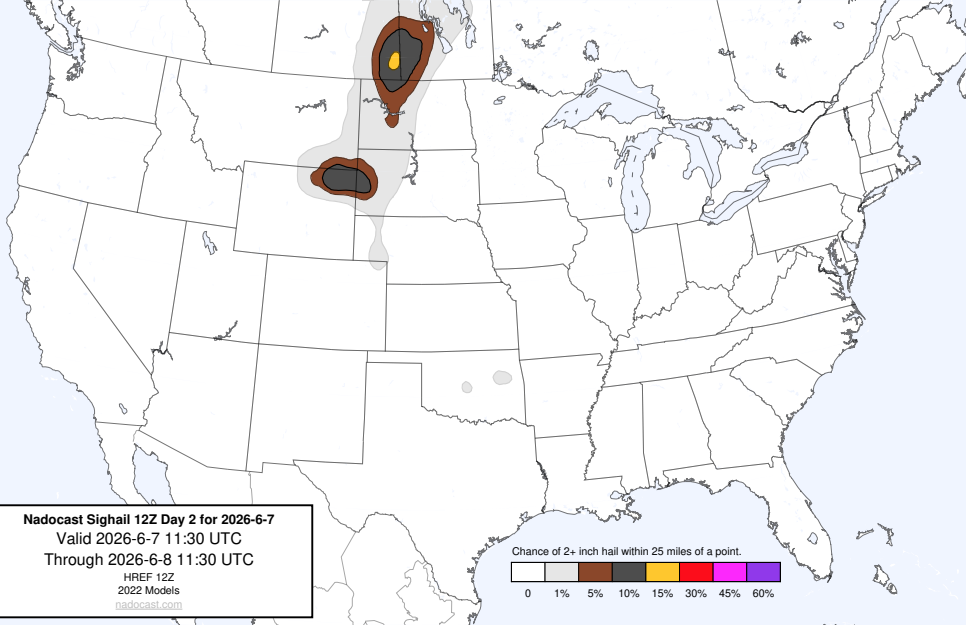 Nadocast Sighail 12Z Day 2 for 2026-6-7
Valid 2026-6-7 11:30 UTC
Through 2026-6-8 11:30 UTC
HREF 12Z
2022 Models
nadocast.com
Chance of 2+ inch hail within 25 miles of a point.
0 1% 5% 10% 15% 30% 45% 60%